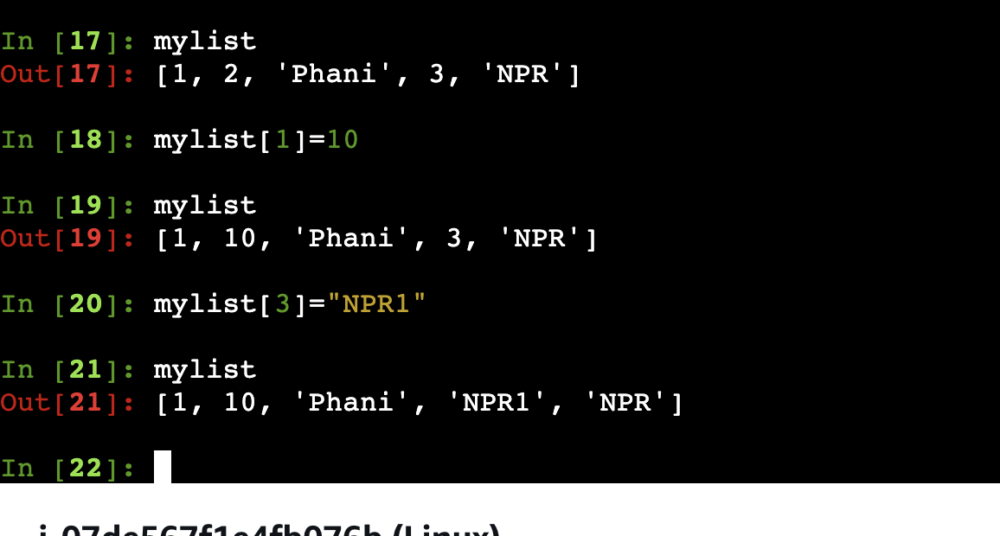 In [17]: mylist
Out[17]: [1, 2, 'Phani', 3, 'NPR']
In [18]: mylist[1]=10
In [19]: mylist
Out[19]: [1, 10, 'Phani', 3, 'NPR']
In [20]: mylist[3]="NPR1"
In [21]: mylist
Out[21]: [1, 10, 'Phani', 'NPR1', 'NPR']
In [22]:
(Linux)